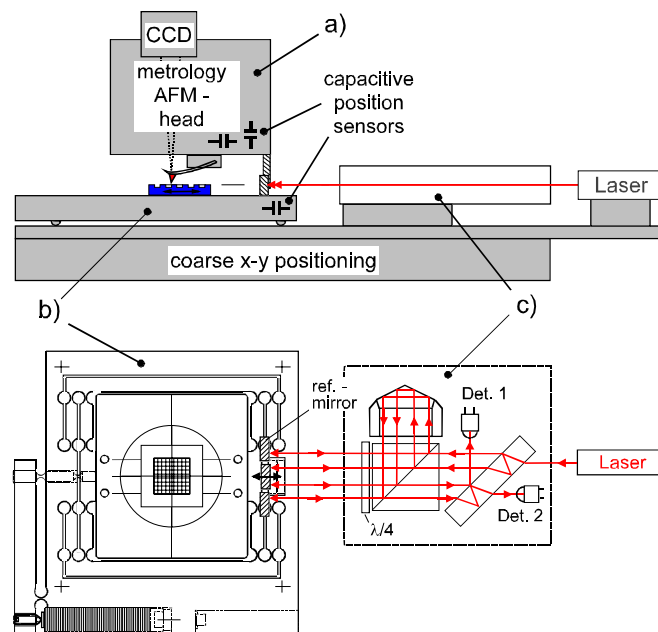 CCD
a)
metrology
AFM -
head
capacitive
position
sensors
Laser
coarse x-y positioning
b)
c)
ref. -
mirror
Det. 1
Laser
Det. 2
λ/4